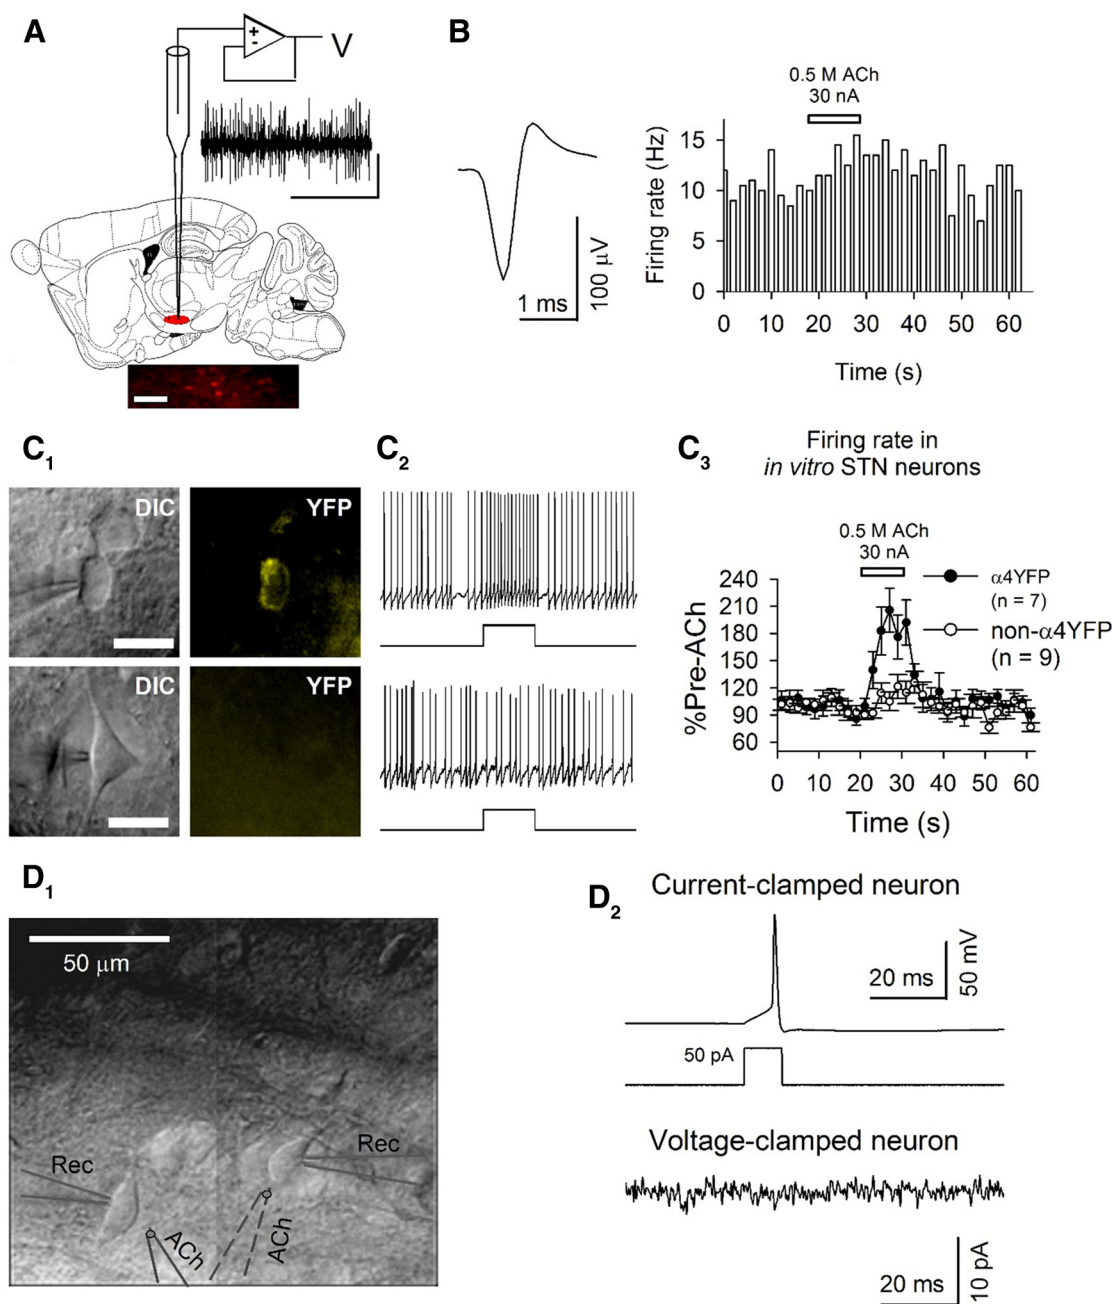 A
+
-
V
B
1 ms
100 μV
0.5 M ACh
30 nA
Firing rate (Hz)
15
10
5
0
0 10 20 30 40 50 60
Time (s)
C1
DIC
YFP
DIC
YFP
C2
C3
Firing rate in
in vitro STN neurons
0.5 M ACh
30 nA
α4YFP
(n = 7)
non-α4YFP
(n = 9)
%Pre-ACh
240
210
180
150
120
90
60
0 10 20 30 40 50 60
Time (s)
D1
50 μm
Rec
Rec
ACh
ACh
D2
Current-clamped neuron
20 ms
50 mV
50 pA
Voltage-clamped neuron
20 ms
10 pA